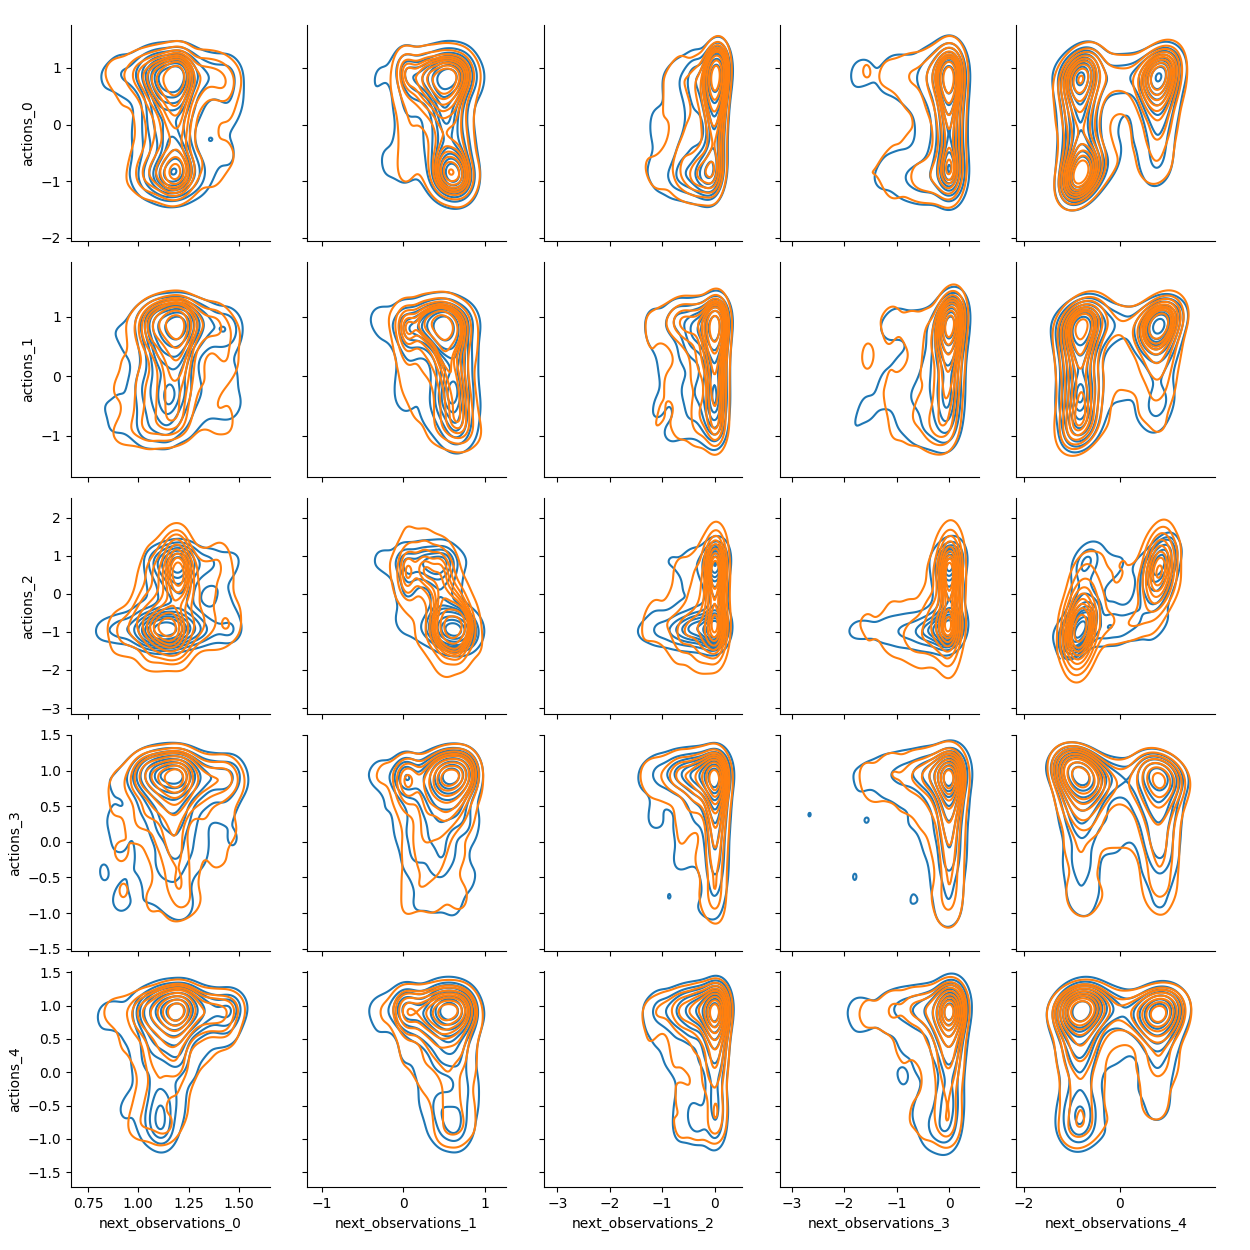 1
0
−1
−2
actions_0
1
0
−1
actions_1
2
1
0
−1
−2
−3
actions_2
1.5
1.0
0.5
0.0
−0.5
−1.0
−1.5
actions_3
1.5
1.0
0.5
0.0
−0.5
−1.0
−1.5
actions_4
0.75 1.00 1.25 1.50
−1 0 1
−3 −2 −1 0
−3 −2 −1 0
−2 0
next_observations_0
next_observations_1
next_observations_2
next_observations_3
next_observations_4